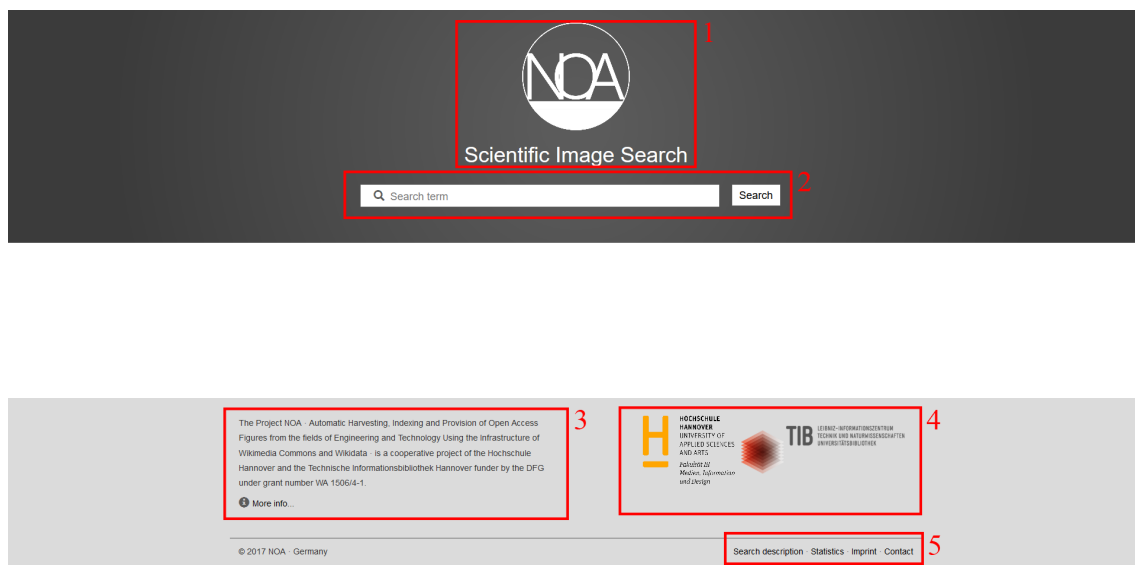 1
NOA
Scientific Image Search
2
Search term
Search
3
The Project NOA · Automatic Harvesting, Indexing and Provision of Open Access
Figures from the fields of Engineering and Technology Using the Infrastructure of
Wikimedia Commons and Wikidata · is a cooperative project of the Hochschule
Hannover and the Technische Informationsbibliothek Hannover funder by the DFG
under grant number WA 1506/4-1.
More info...
4
H
HOCHSCHULE
HANNOVER
UNIVERSITY OF
APPLIED SCIENCES
AND ARTS
Fakultät III
Medien, Information
und Design
TIB
LEIBNIZ-INFORMATIONSZENTRUM
TECHNIK UND NATURWISSENSCHAFTEN
UNIVERSITÄTSBIBLIOTHEK
© 2017 NOA · Germany
Search description · Statistics · Imprint · Contact
5